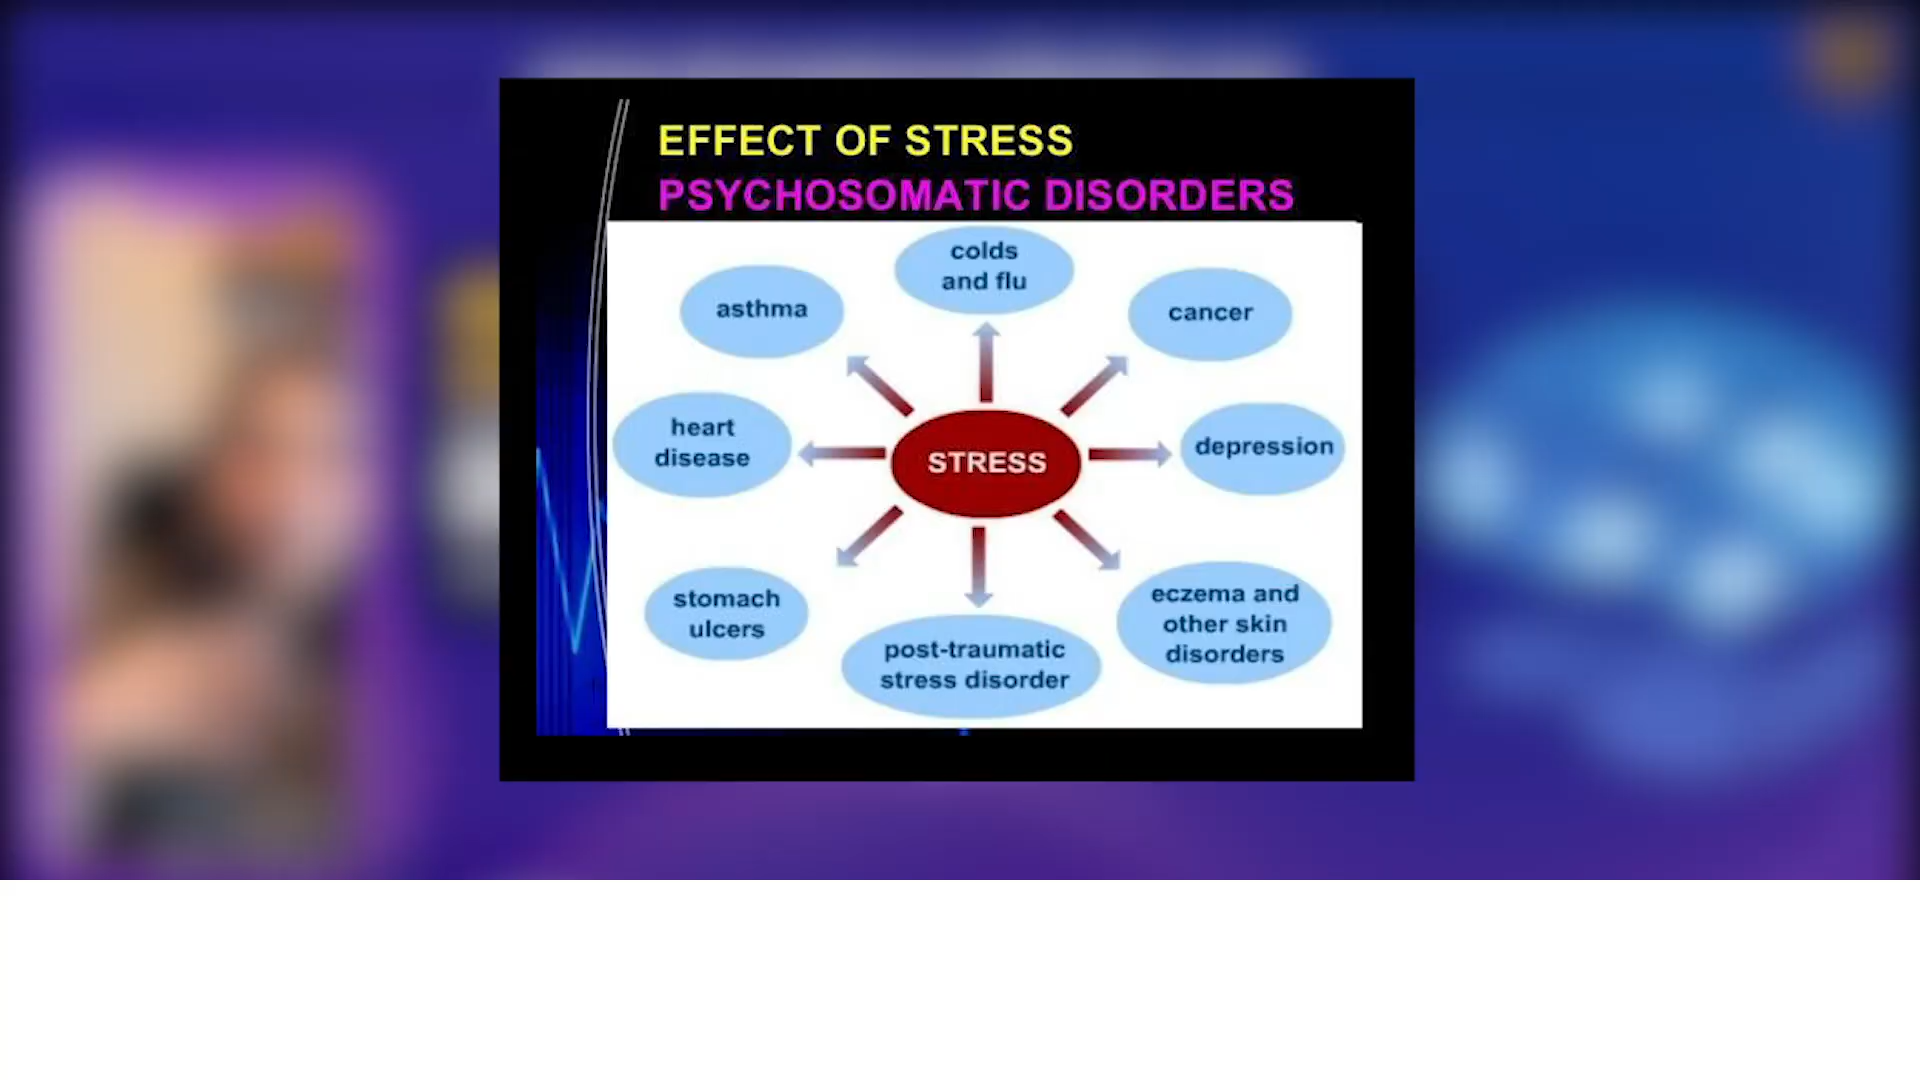 EFFECT OF STRESS
PSYCHOSOMATIC DISORDERS
colds
and flu
asthma
cancer
heart
disease
STRESS
depression
stomach
ulcers
post-traumatic
stress disorder
eczema and
other skin
disorders